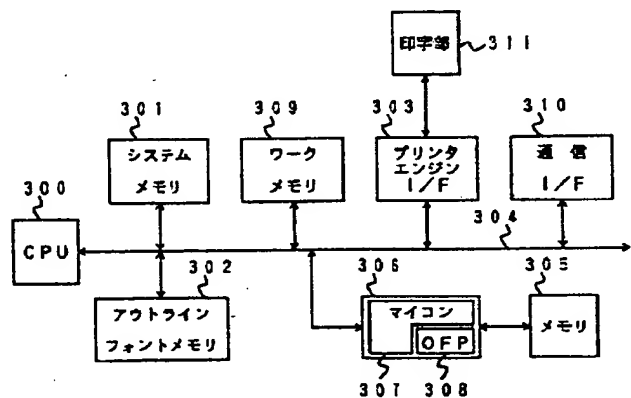 印字部
311
301
309
303
310
システム
メモリ
ワーク
メモリ
プリンタ
エンジン
I/F
通信
I/F
300
304
CPU
302
306
305
アウトライン
フォントメモリ
マイコン
OFP
メモリ
307
308